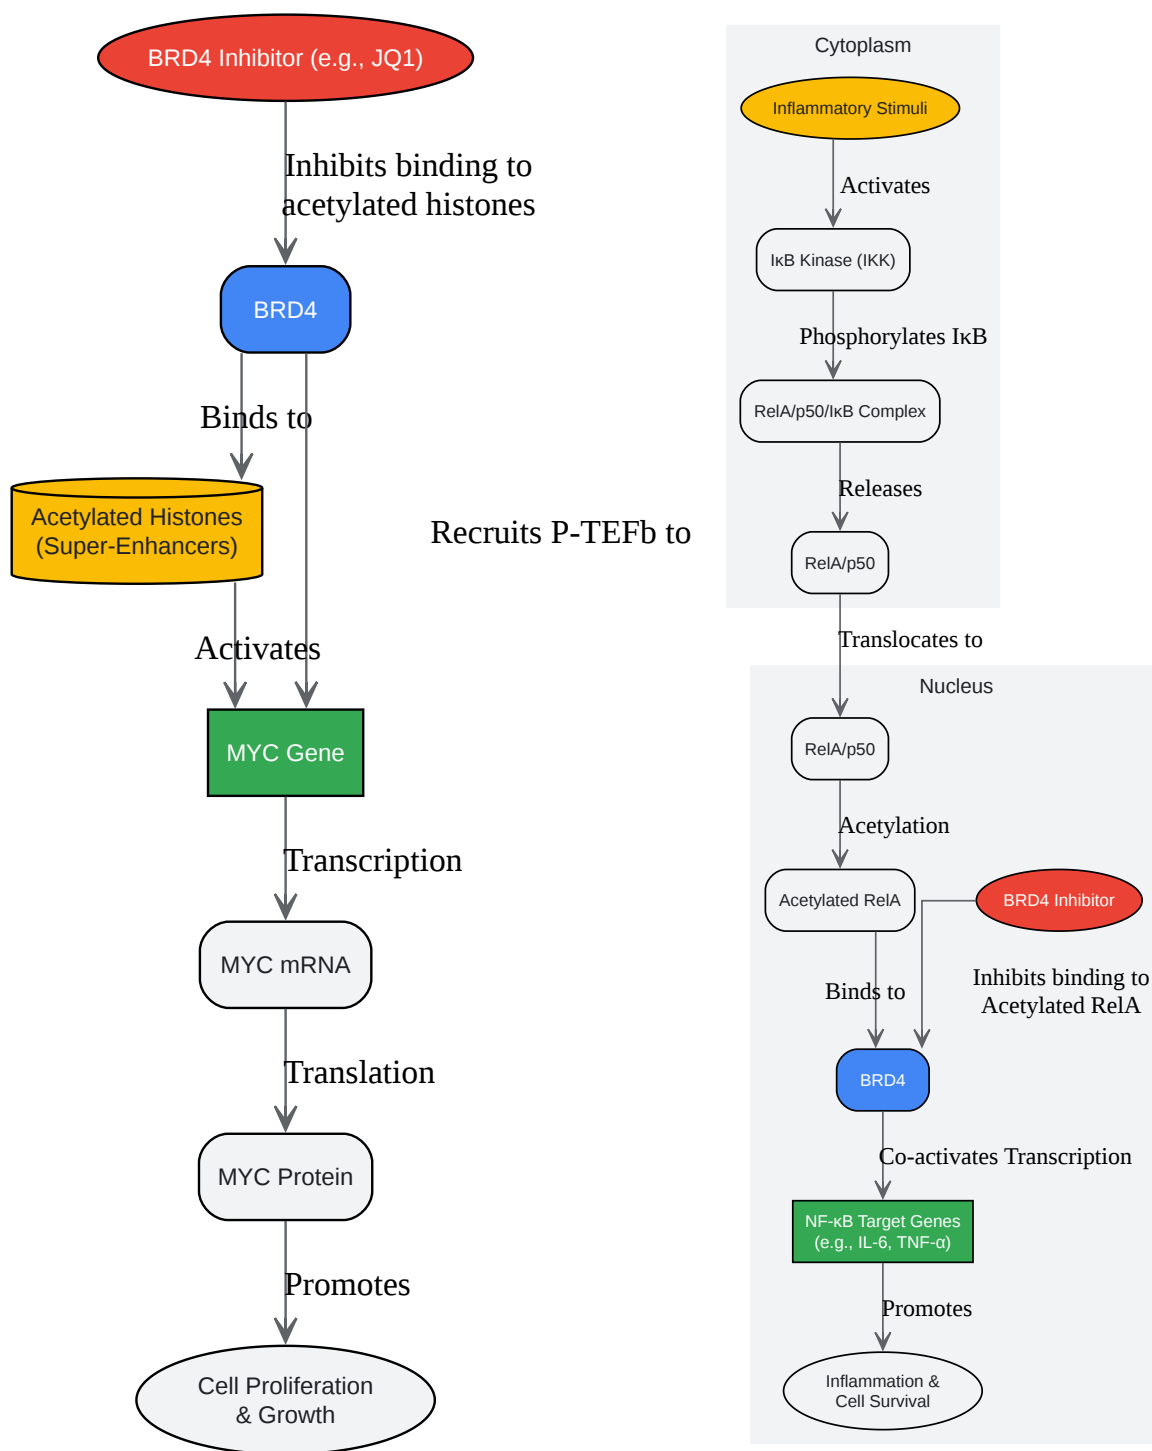 BRD4 Inhibitor (e.g., JQ1)
Inhibits binding to
acetylated histones
BRD4
Binds to
Acetylated Histones
(Super-Enhancers)
Recruits P-TEFb to
Activates
MYC Gene
Transcription
MYC mRNA
Translation
MYC Protein
Promotes
Cell Proliferation
& Growth
Cytoplasm
Inflammatory Stimuli
Activates
IκB Kinase (IKK)
Phosphorylates IκB
RelA/p50/IκB Complex
Releases
RelA/p50
Translocates to
Nucleus
RelA/p50
Acetylation
Acetylated RelA
BRD4 Inhibitor
Binds to
Inhibits binding to
Acetylated RelA
BRD4
Co-activates Transcription
NF-κB Target Genes
(e.g., IL-6, TNF-α)
Promotes
Inflammation &
Cell Survival